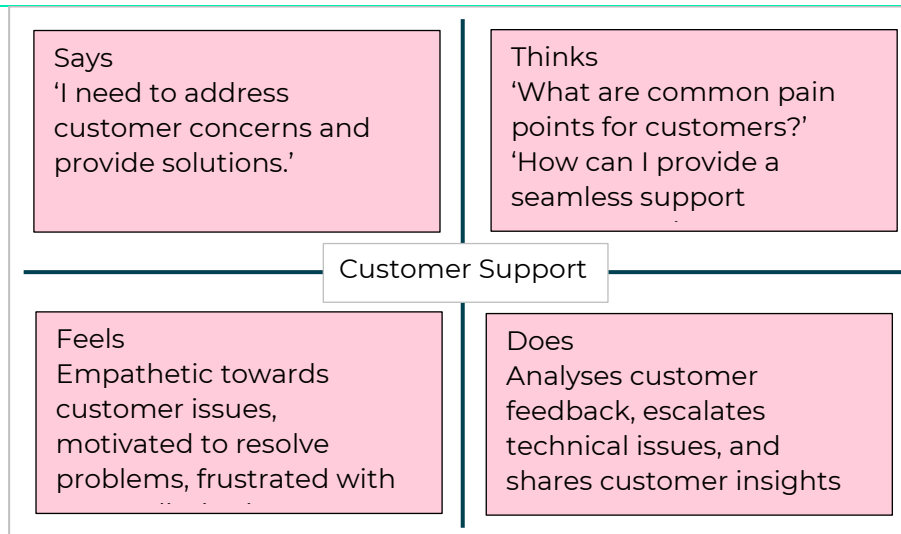 Says
‘I need to address
customer concerns and
provide solutions.’
Thinks
‘What are common pain
points for customers?’
‘How can I provide a
seamless support
Customer Support
Feels
Empathetic towards
customer issues,
motivated to resolve
problems, frustrated with
Does
Analyses customer
feedback, escalates
technical issues, and
shares customer insights